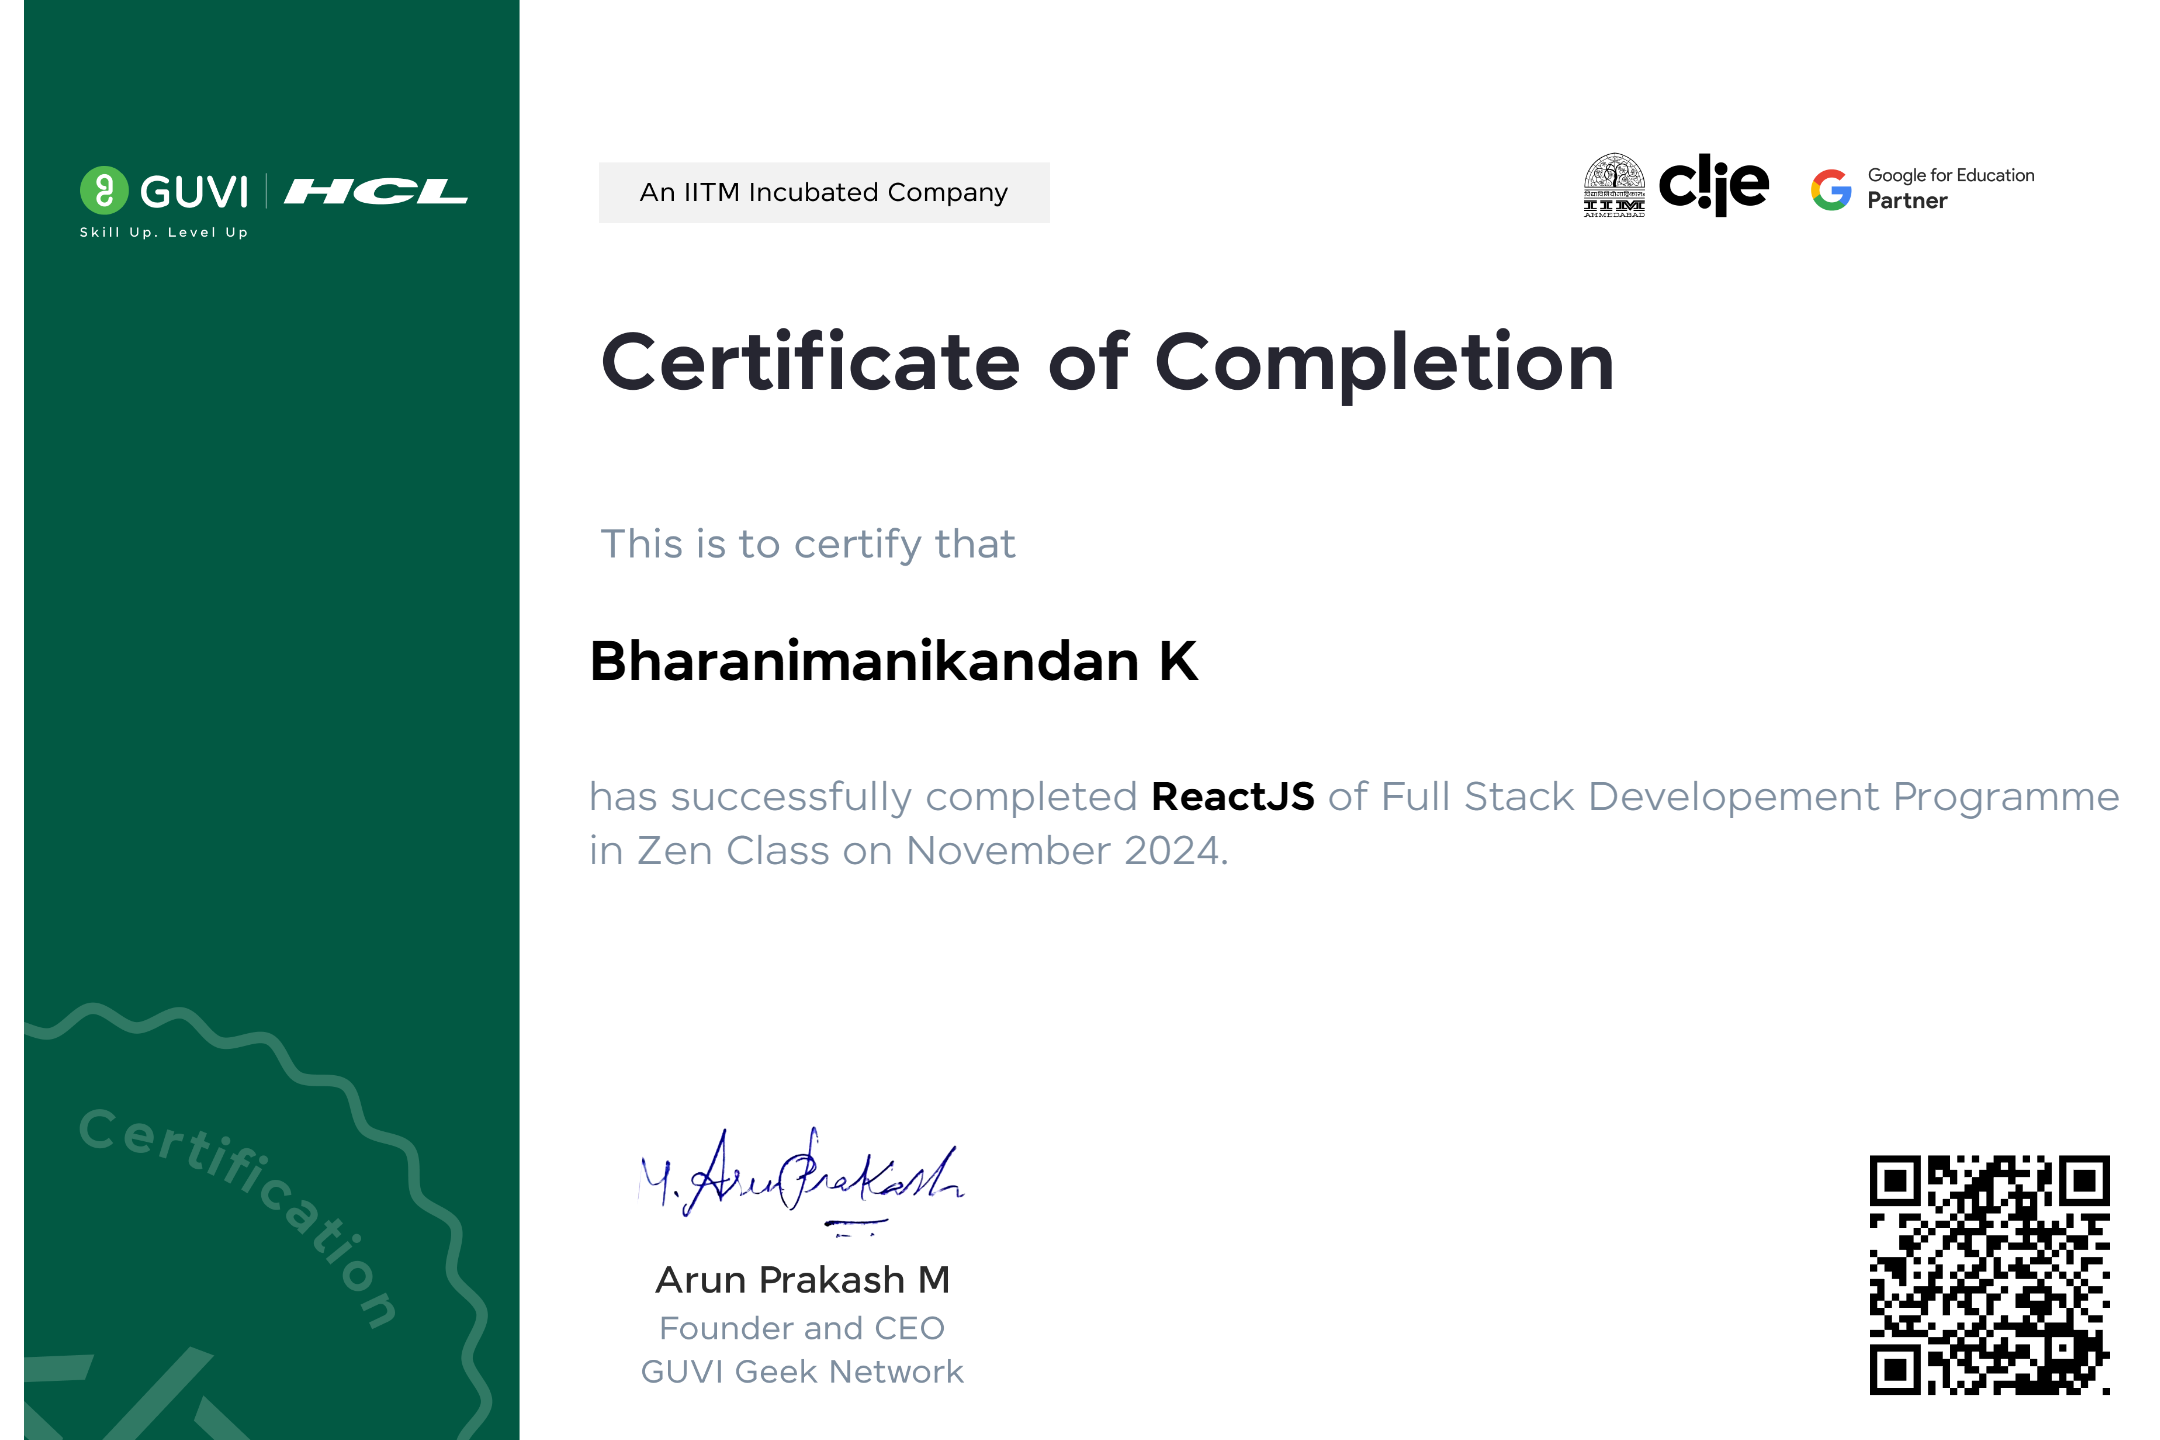 GUVI | HCL
Skill Up. Level Up
An IITM Incubated Company
IIM
AHMEDABAD
c!ie
Google for Education
Partner
Certificate of Completion
This is to certify that
Bharanimanikandan K
has successfully completed ReactJS of Full Stack Developement Programme
in Zen Class on November 2024.
Certification
M. Arun Prakash
Arun Prakash M
Founder and CEO
GUVI Geek Network